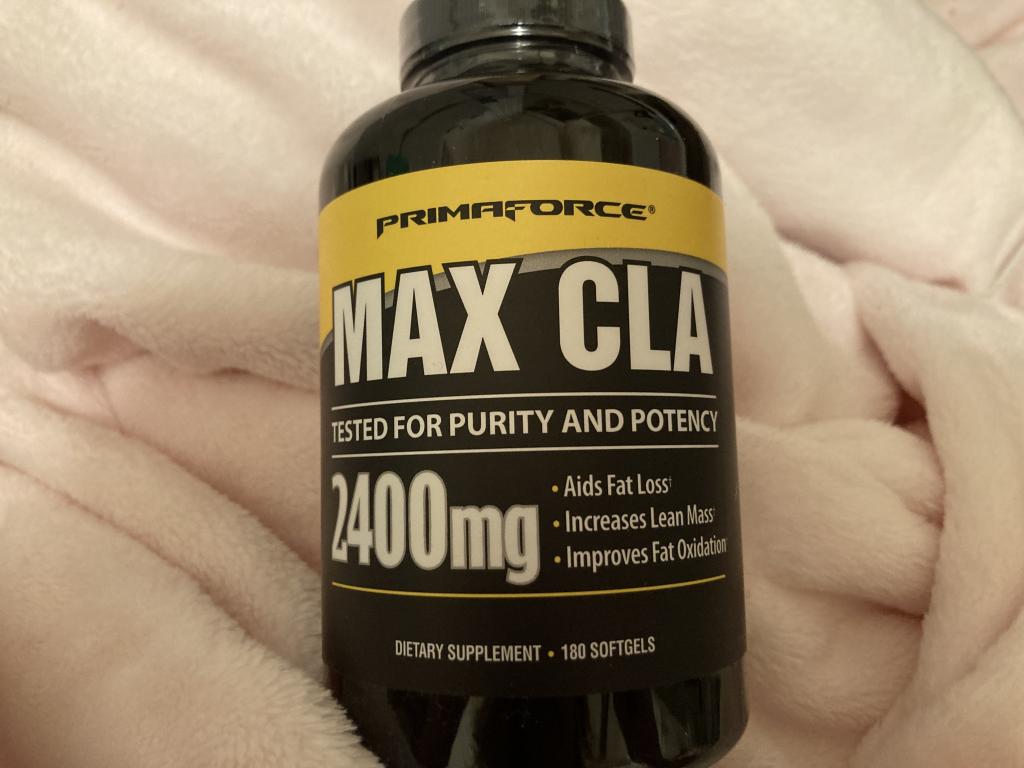 PRIMAFORCE®
MAX CLA
TESTED FOR PURITY AND POTENCY
2400mg
• Aids Fat Loss†
• Increases Lean Mass†
• Improves Fat Oxidation†
DIETARY SUPPLEMENT • 180 SOFTGELS